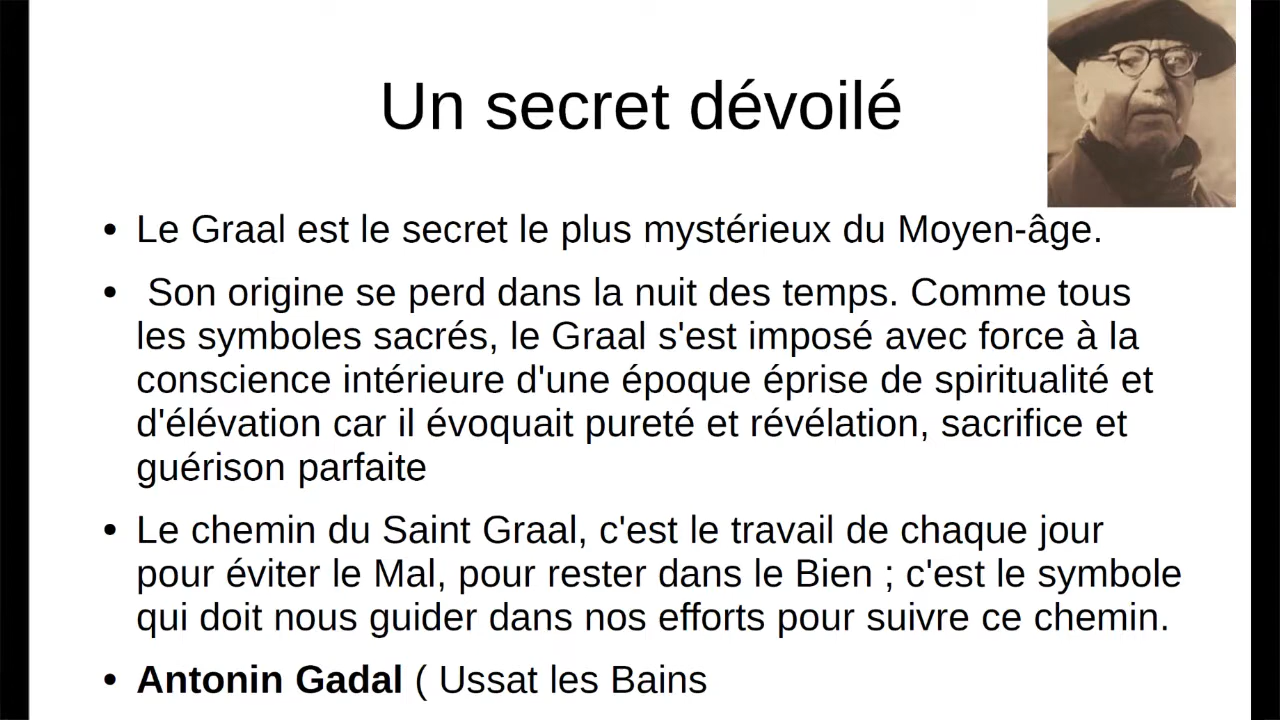 Un secret dévoilé
• Le Graal est le secret le plus mystérieux du Moyen-âge.
• Son origine se perd dans la nuit des temps. Comme tous
les symboles sacrés, le Graal s'est imposé avec force à la
conscience intérieure d'une époque éprise de spiritualité et
d'élévation car il évoquait pureté et révélation, sacrifice et
guérison parfaite
• Le chemin du Saint Graal, c'est le travail de chaque jour
pour éviter le Mal, pour rester dans le Bien ; c'est le symbole
qui doit nous guider dans nos efforts pour suivre ce chemin.
• Antonin Gadal ( Ussat les Bains